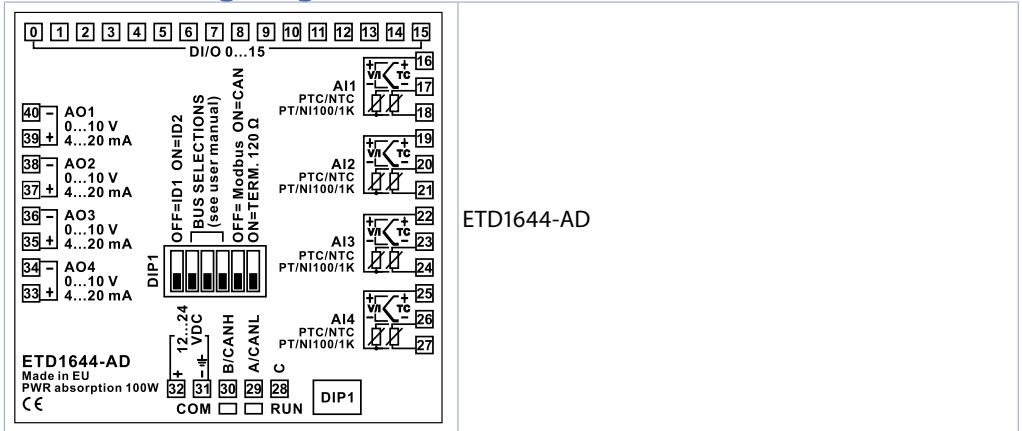 0 1 2 3 4 5 6 7 8 9 10 11 12 13 14 15
DI/O 0...15
40 - AO1
0...10 V
39 + 4...20 mA
38 - AO2
0...10 V
37 + 4...20 mA
36 - AO3
0...10 V
35 + 4...20 mA
34 - AO4
0...10 V
33 + 4...20 mA
OFF=ID1 ON=ID2
BUS SELECTIONS
(see user manual)
OFF= Modbus ON=CAN
ON=TERM. 120 Ω
DIP1
+ + 16
V/I TC
AI1 - - 17
PTC/NTC
PT/NI100/1K 18
+ + 19
V/I TC
AI2 - - 20
PTC/NTC
PT/NI100/1K 21
+ + 22
V/I TC
AI3 - - 23
PTC/NTC
PT/NI100/1K 24
+ + 25
V/I TC
AI4 - - 26
PTC/NTC
PT/NI100/1K 27
12...24
VDC
+ -
B/CANH
A/CANL
C
32 31 30 29 28
COM RUN
DIP1
ETD1644-AD
Made in EU
PWR absorption 100W
CE
ETD1644-AD